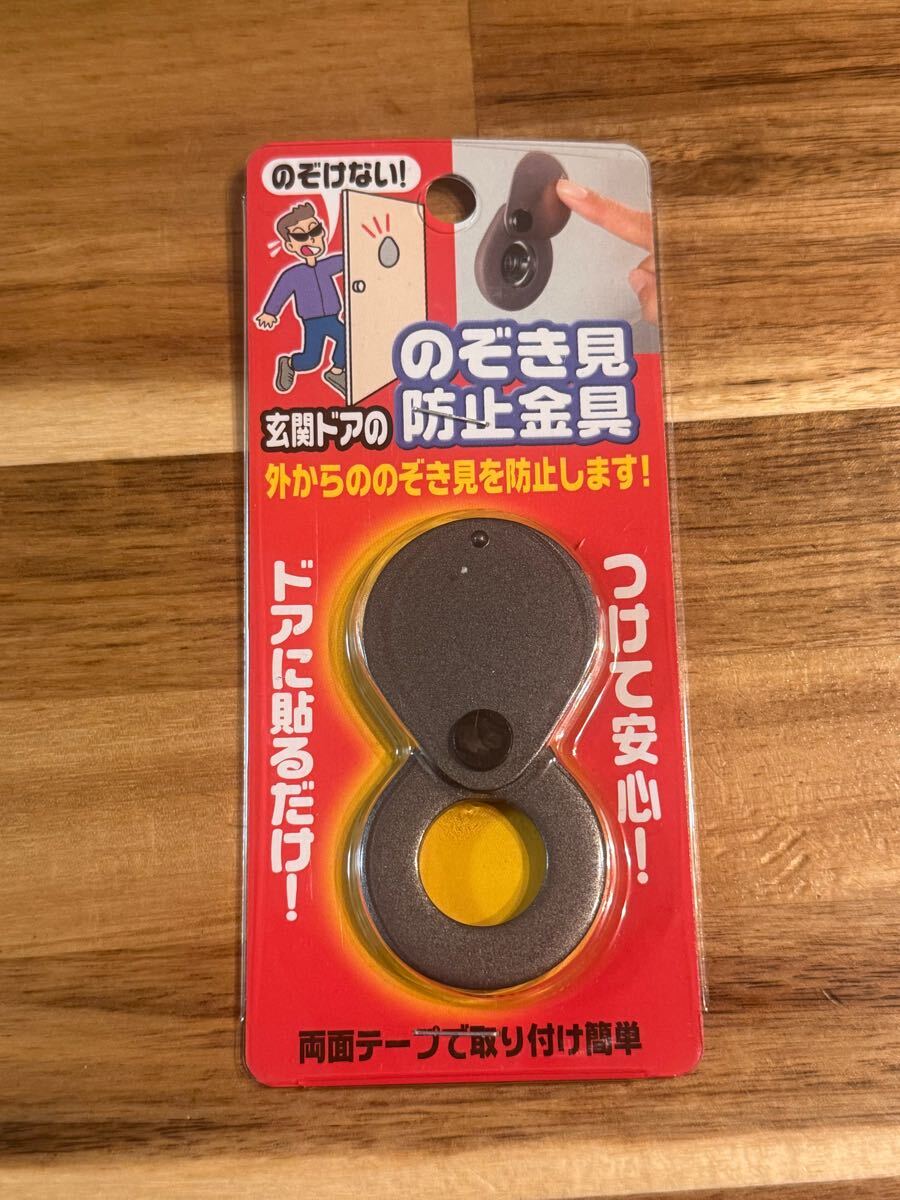 のぞけない!
のぞき見
玄関ドアの
防止金具
外からののぞき見を防止します!
ドアに貼るだけ!
つけて安心!
両面テープで取り付け簡単